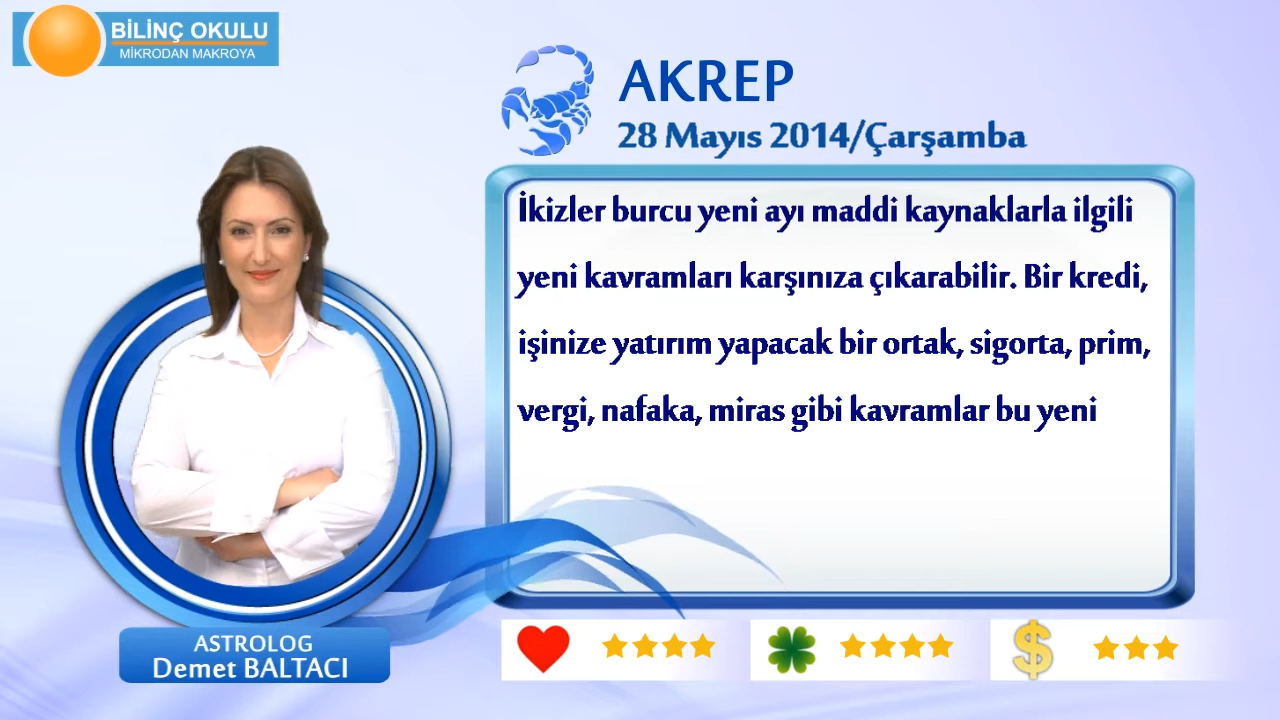 BİLİNÇ OKULU
MİKRODAN MAKROYA
AKREP
28 Mayıs 2014/Çarşamba
İkizler burcu yeni ayı maddi kaynaklarla ilgili
yeni kavramları karşınıza çıkarabilir. Bir kredi,
işinize yatırım yapacak bir ortak, sigorta, prim,
vergi, nafaka, miras gibi kavramlar bu yeni
ASTROLOG
Demet BALTACI